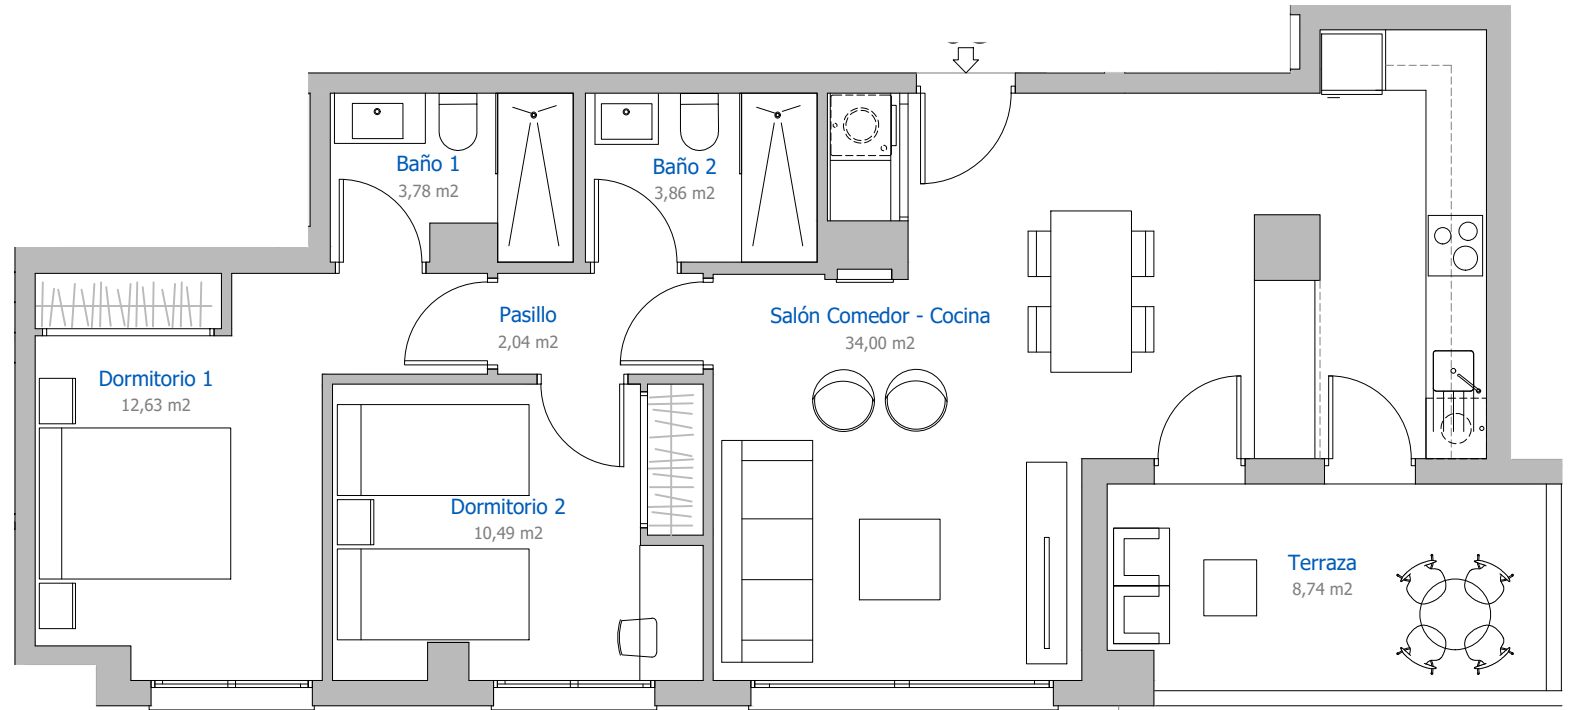 Baño 1
3,78 m2
Baño 2
3,86 m2
Pasillo
2,04 m2
Salón Comedor - Cocina
34,00 m2
Dormitorio 1
12,63 m2
Dormitorio 2
10,49 m2
Terraza
8,74 m2